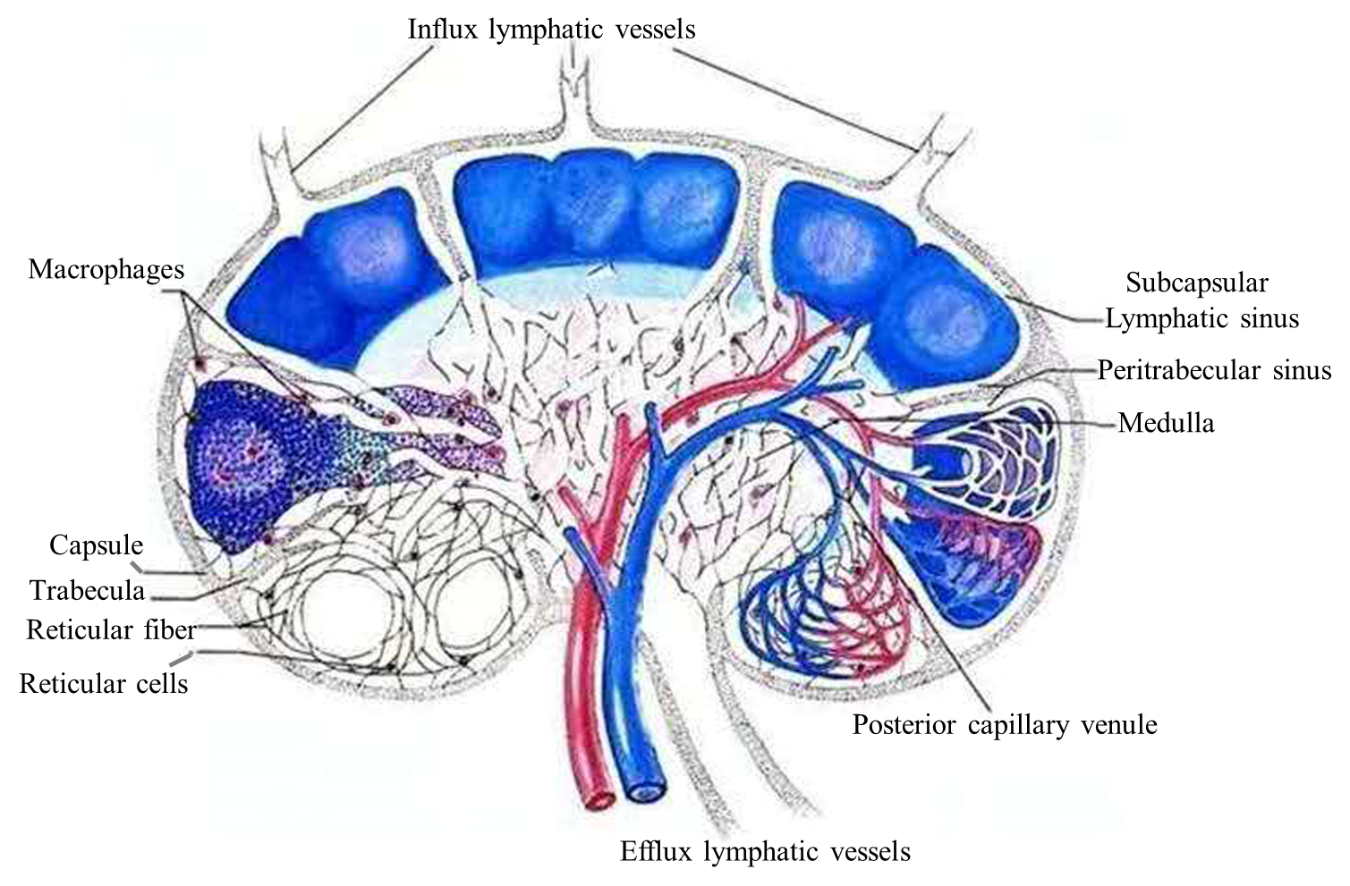 Influx lymphatic vessels
Macrophages
Subcapsular
Lymphatic sinus
Peritrabecular sinus
Medulla
Capsule
Trabecula
Reticular fiber
Reticular cells
Posterior capillary venule
Efflux lymphatic vessels